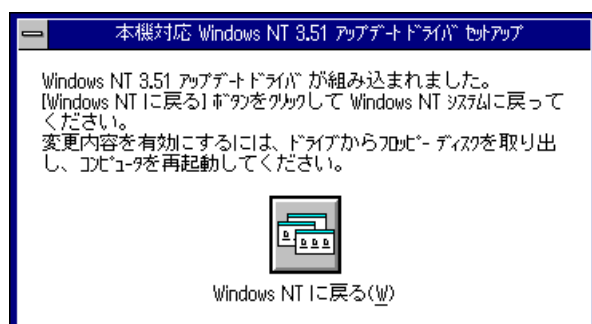 本機対応 Windows NT 3.51 ｱｯﾌﾟﾃﾞｰﾄ ﾄﾞﾗｲﾊﾞ ｾｯﾄｱｯﾌﾟ
Windows NT 3.51 ｱｯﾌﾟﾃﾞｰﾄ ﾄﾞﾗｲﾊﾞ が組み込まれました。
[Windows NT に戻る] ﾎﾞﾀﾝをｸﾘｯｸして Windows NT ｼｽﾃﾑに戻って
ください。
変更内容を有効にするには、ﾄﾞﾗｲﾌﾞからﾌﾛｯﾋﾟｰ ﾃﾞｨｽｸを取り出
し、ｺﾝﾋﾟｭｰﾀを再起動してください。
Windows NT に戻る(W)